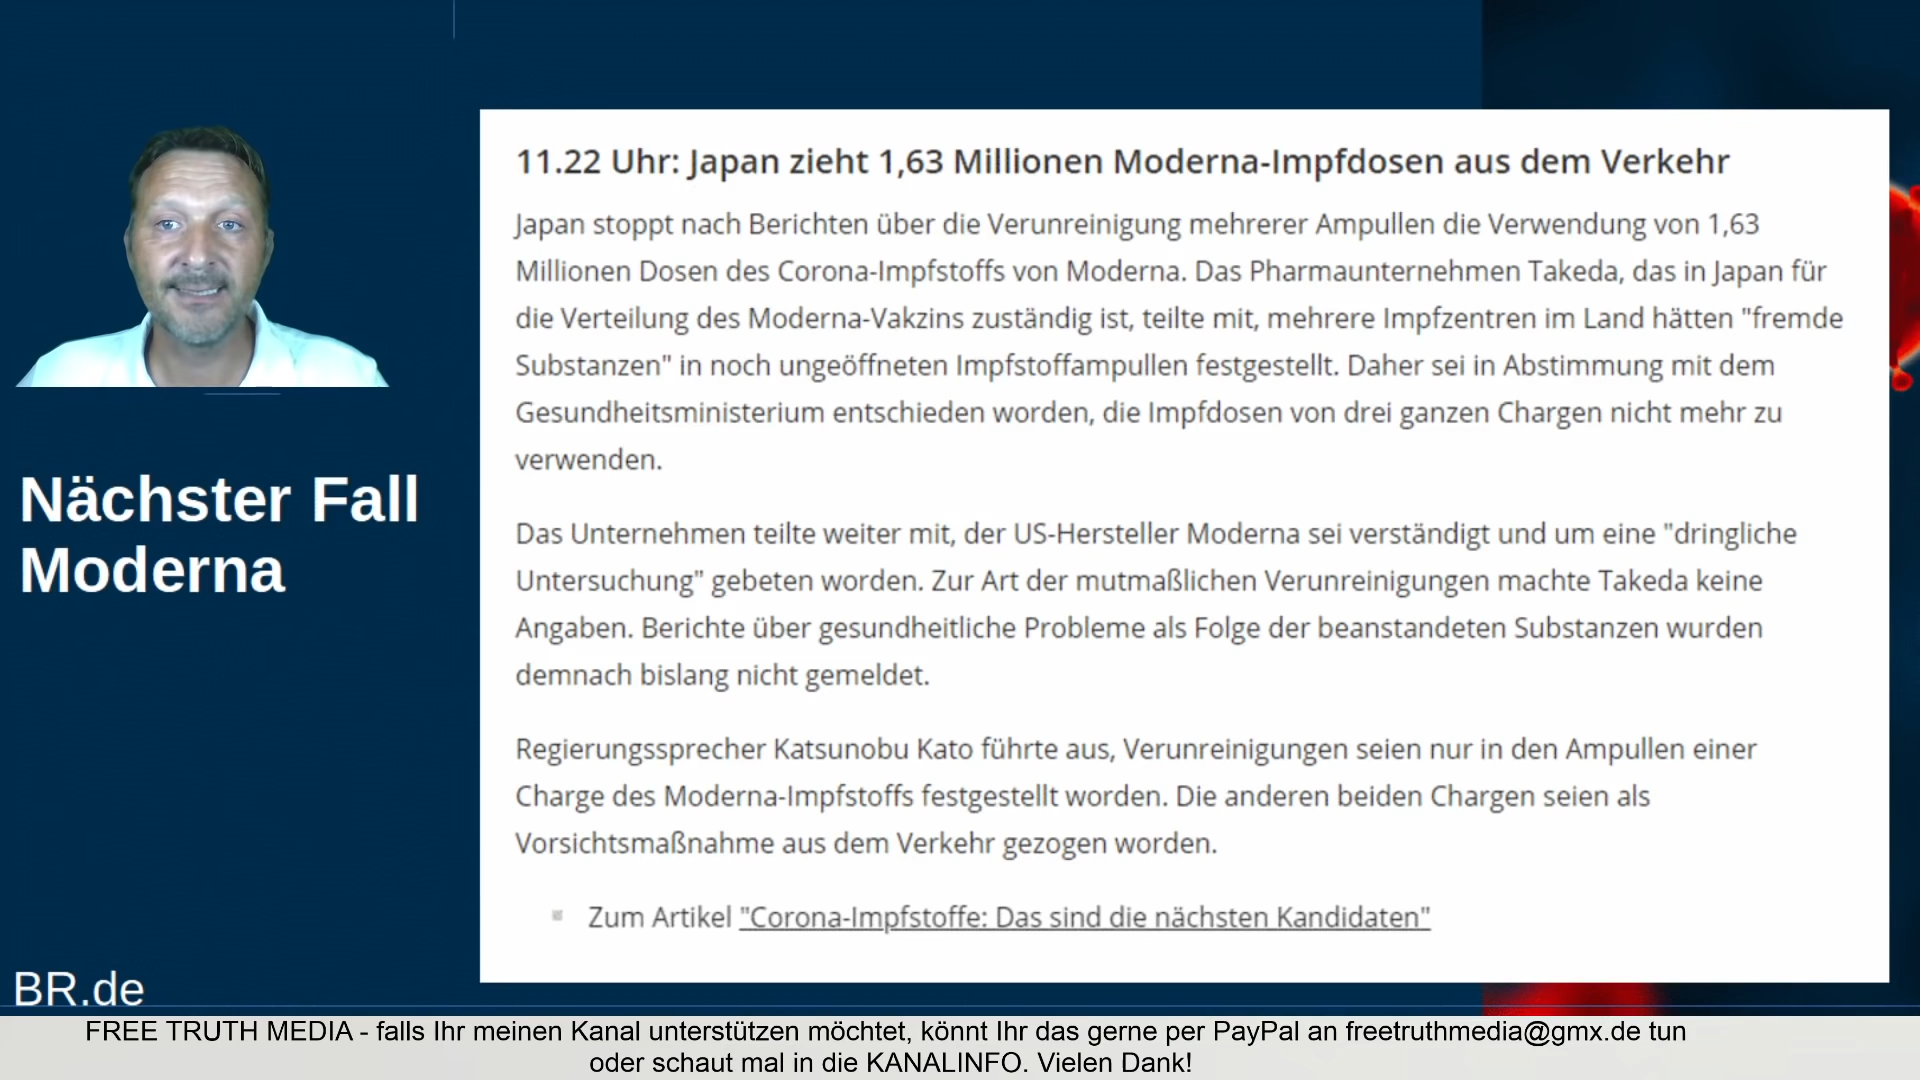 11.22 Uhr: Japan zieht 1,63 Millionen Moderna-Impfdosen aus dem Verkehr
Japan stoppt nach Berichten über die Verunreinigung mehrerer Ampullen die Verwendung von 1,63
Millionen Dosen des Corona-Impfstoffs von Moderna. Das Pharmaunternehmen Takeda, das in Japan für
die Verteilung des Moderna-Vakzins zuständig ist, teilte mit, mehrere Impfzentren im Land hätten "fremde
Substanzen" in noch ungeöffneten Impfstoffampullen festgestellt. Daher sei in Abstimmung mit dem
Gesundheitsministerium entschieden worden, die Impfdosen von drei ganzen Chargen nicht mehr zu
verwenden.
Das Unternehmen teilte weiter mit, der US-Hersteller Moderna sei verständigt und um eine "dringliche
Untersuchung" gebeten worden. Zur Art der mutmaßlichen Verunreinigungen machte Takeda keine
Angaben. Berichte über gesundheitliche Probleme als Folge der beanstandeten Substanzen wurden
demnach bislang nicht gemeldet.
Regierungssprecher Katsunobu Kato führte aus, Verunreinigungen seien nur in den Ampullen einer
Charge des Moderna-Impfstoffs festgestellt worden. Die anderen beiden Chargen seien als
Vorsichtsmaßnahme aus dem Verkehr gezogen worden.
Zum Artikel "Corona-Impfstoffe: Das sind die nächsten Kandidaten"
Nächster Fall
Moderna
BR.de
FREE TRUTH MEDIA - falls Ihr meinen Kanal unterstützen möchtet, könnt Ihr das gerne per PayPal an freetruthmedia@gmx.de tun
oder schaut mal in die KANALINFO. Vielen Dank!